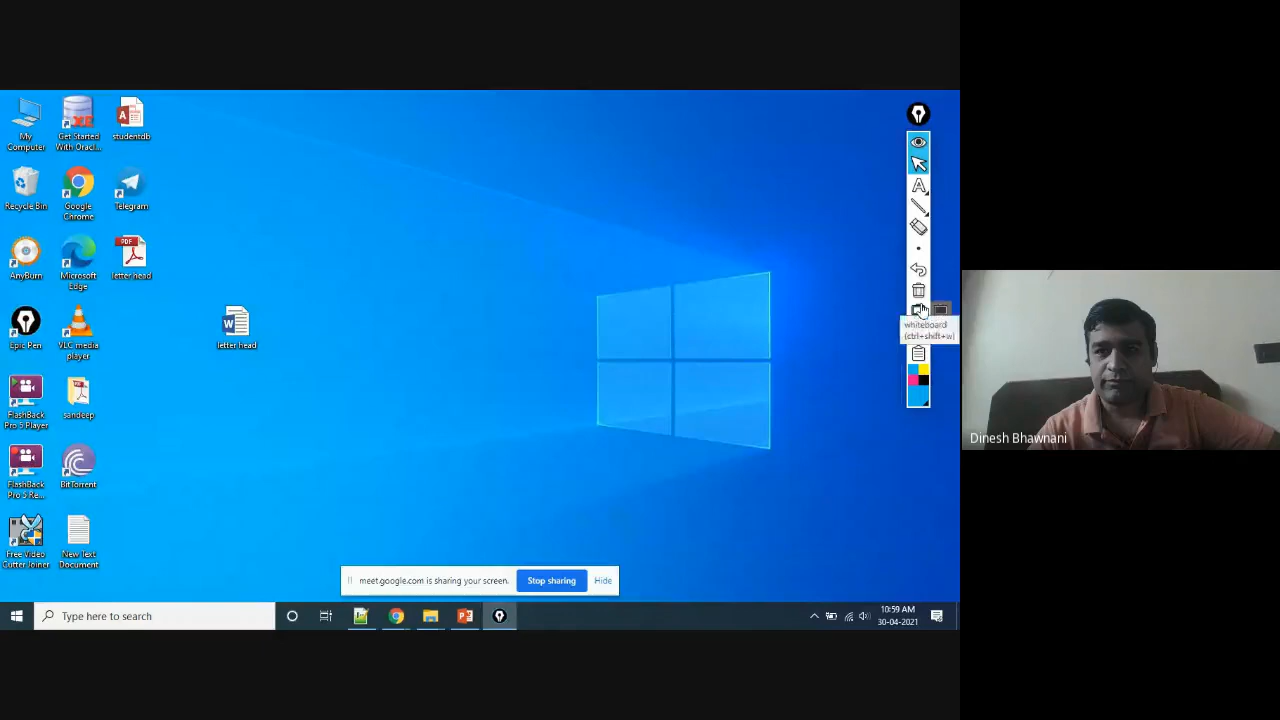 My
Computer
Get Started
With Oracl...
studentdb
Recycle Bin
Google
Chrome
Telegram
AnyBurn
Microsoft
Edge
PDF
letter head
Epic Pen
VLC media
player
letter head
FlashBack
Pro 5 Player
sandeep
FlashBack
Pro 5 Re...
BitTorrent
Free Video
Cutter Joiner
New Text
Document
whiteboard
(ctrl+shift+w)
Dinesh Bhawnani
meet.google.com is sharing your screen.
Stop sharing
Hide
Type here to search
10:59 AM
30-04-2021